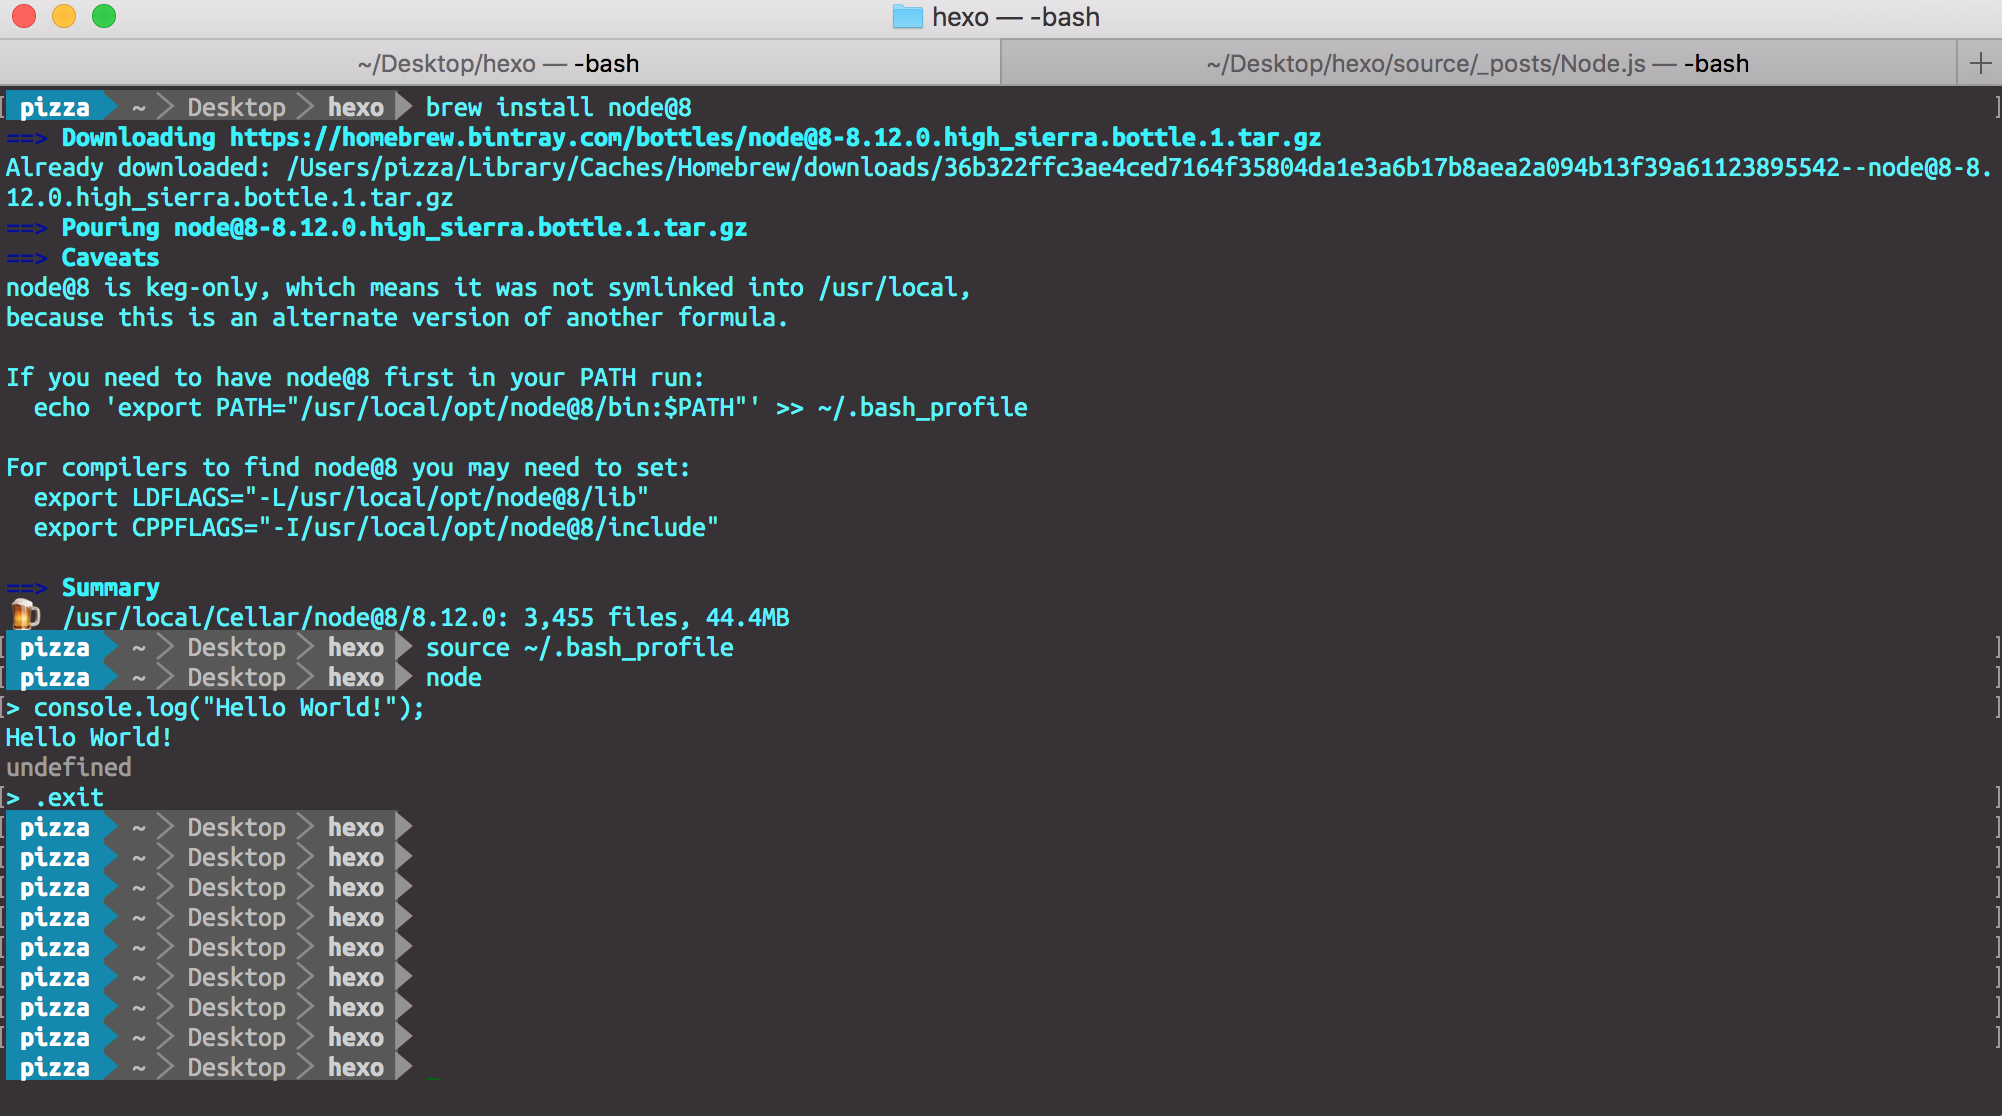 hexo — -bash
~/Desktop/hexo — -bash
~/Desktop/hexo/source/_posts/Node.js — -bash
pizza ~ Desktop hexo brew install node@8
==> Downloading https://homebrew.bintray.com/bottles/node@8-8.12.0.high_sierra.bottle.1.tar.gz
Already downloaded: /Users/pizza/Library/Caches/Homebrew/downloads/36b322ffc3ae4ced7164f35804da1e3a6b17b8aea2a094b13f39a61123895542--node@8-8.
12.0.high_sierra.bottle.1.tar.gz
==> Pouring node@8-8.12.0.high_sierra.bottle.1.tar.gz
==> Caveats
node@8 is keg-only, which means it was not symlinked into /usr/local,
because this is an alternate version of another formula.
If you need to have node@8 first in your PATH run:
echo 'export PATH="/usr/local/opt/node@8/bin:$PATH"' >> ~/.bash_profile
For compilers to find node@8 you may need to set:
export LDFLAGS="-L/usr/local/opt/node@8/lib"
export CPPFLAGS="-I/usr/local/opt/node@8/include"
==> Summary
🍺 /usr/local/Cellar/node@8/8.12.0: 3,455 files, 44.4MB
pizza ~ Desktop hexo source ~/.bash_profile
pizza ~ Desktop hexo node
> console.log("Hello World!");
Hello World!
undefined
> .exit
pizza ~ Desktop hexo
pizza ~ Desktop hexo
pizza ~ Desktop hexo
pizza ~ Desktop hexo
pizza ~ Desktop hexo
pizza ~ Desktop hexo
pizza ~ Desktop hexo
pizza ~ Desktop hexo
pizza ~ Desktop hexo